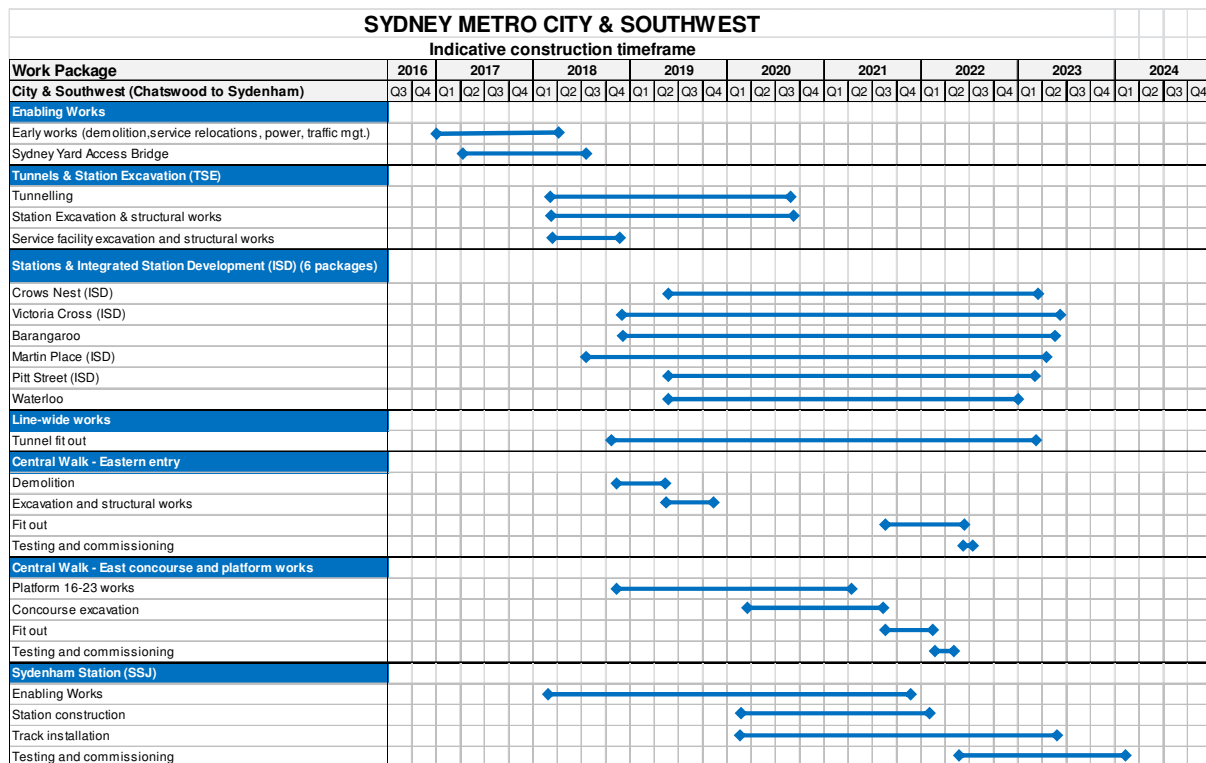 SYDNEY METRO CITY & SOUTHWEST
Indicative construction timeframe
Work Package 2016 2017 2018 2019 2020 2021 2022 2023 2024
City & Southwest (Chatswood to Sydenham) Q3 Q4 Q1 Q2 Q3 Q4 Q1 Q2 Q3 Q4 Q1 Q2 Q3 Q4 Q1 Q2 Q3 Q4 Q1 Q2 Q3 Q4 Q1 Q2 Q3 Q4 Q1 Q2 Q3 Q4 Q1 Q2 Q3 Q4
Enabling Works
Early works (demolition,service relocations, power, traffic mgt.)
Sydney Yard Access Bridge
Tunnels & Station Excavation (TSE)
Tunnelling
Station Excavation & structural works
Service facility excavation and structural works
Stations & Integrated Station Development (ISD) (6 packages)
Crows Nest (ISD)
Victoria Cross (ISD)
Barangaroo
Martin Place (ISD)
Pitt Street (ISD)
Waterloo
Line-wide works
Tunnel fit out
Central Walk - Eastern entry
Demolition
Excavation and structural works
Fit out
Testing and commissioning
Central Walk - East concourse and platform works
Platform 16-23 works
Concourse excavation
Fit out
Testing and commissioning
Sydenham Station (SSJ)
Enabling Works
Station construction
Track installation
Testing and commissioning